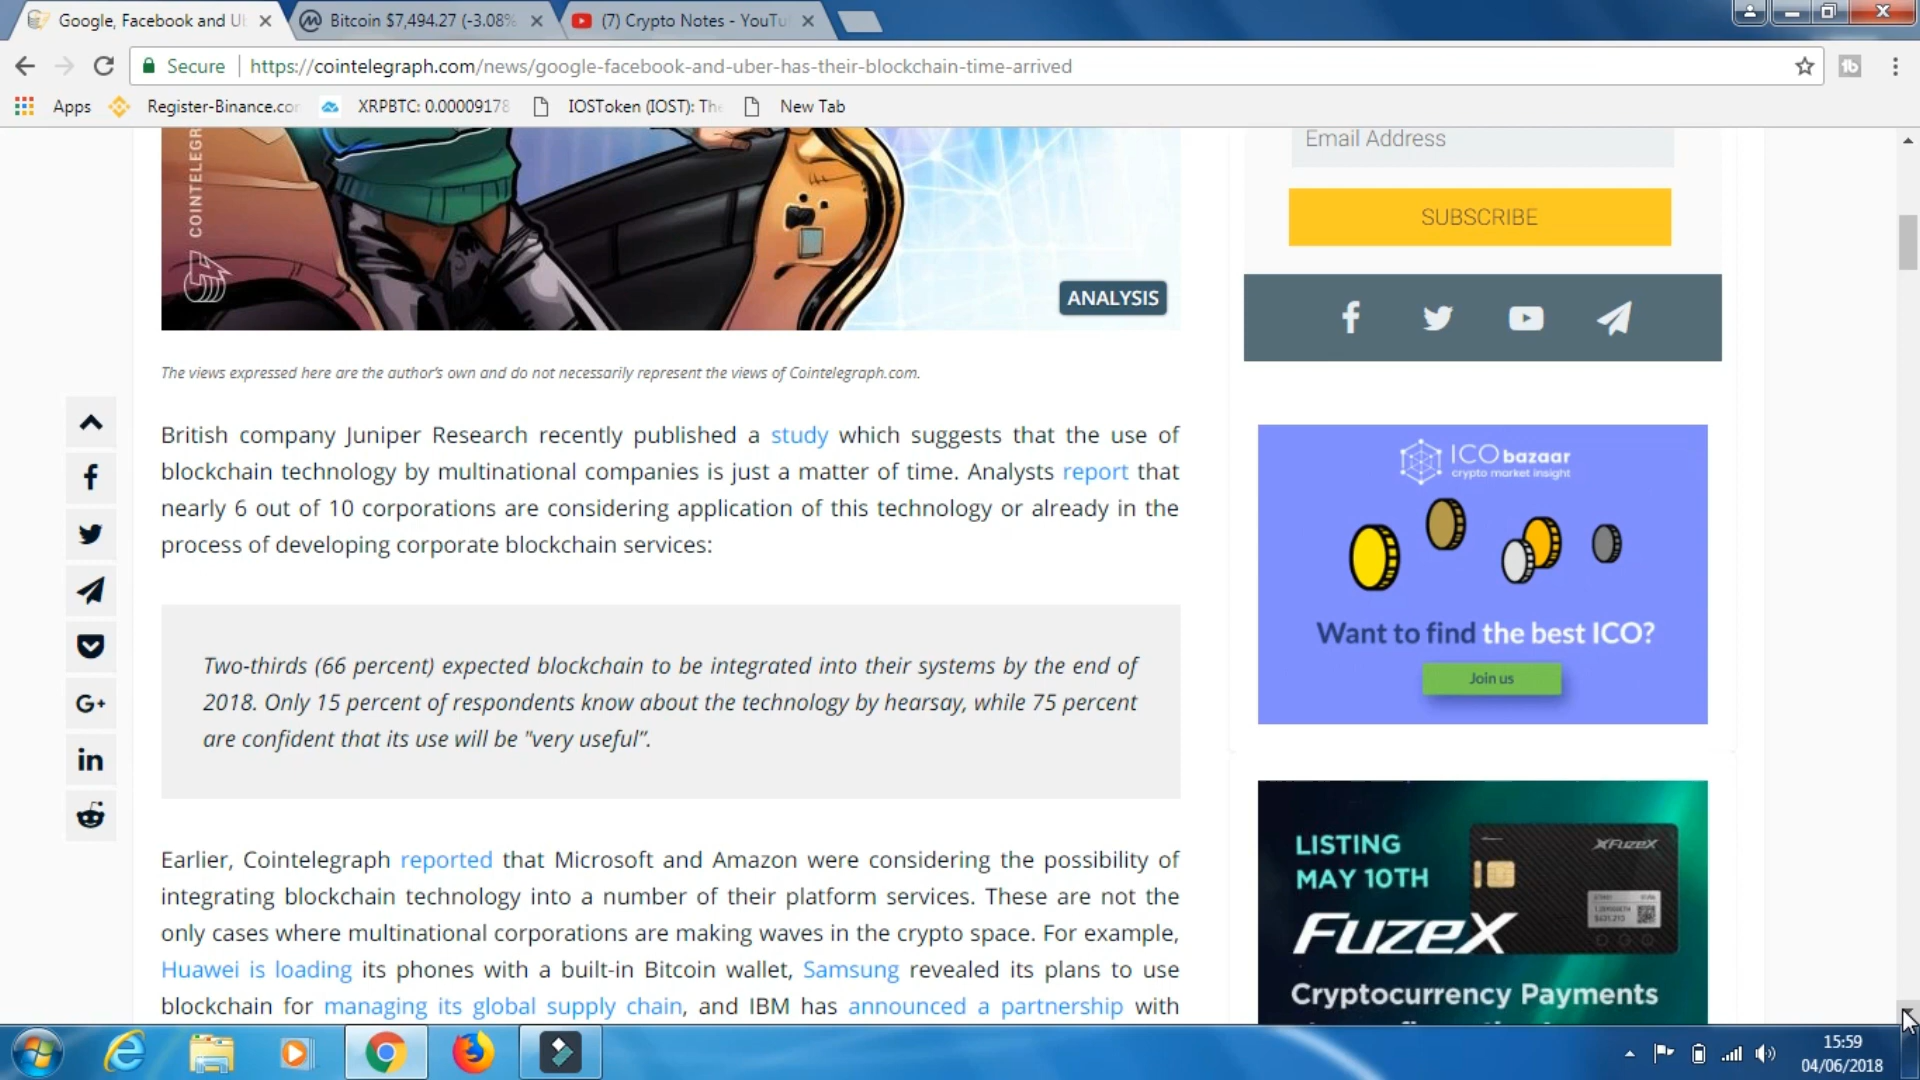 Google, Facebook and Ub
Bitcoin $7,494.27 (-3.08%
(7) Crypto Notes - YouTu
Secure
https://cointelegraph.com/news/google-facebook-and-uber-has-their-blockchain-time-arrived
Apps
Register-Binance.co
XRPBTC: 0.00009178
IOSToken (IOST): The
New Tab
COINTELEGR
ANALYSIS
Email Address
SUBSCRIBE
The views expressed here are the author's own and do not necessarily represent the views of Cointelegraph.com.
British company Juniper Research recently published a study which suggests that the use of
blockchain technology by multinational companies is just a matter of time. Analysts report that
nearly 6 out of 10 corporations are considering application of this technology or already in the
process of developing corporate blockchain services:
Two-thirds (66 percent) expected blockchain to be integrated into their systems by the end of
2018. Only 15 percent of respondents know about the technology by hearsay, while 75 percent
are confident that its use will be "very useful".
Earlier, Cointelegraph reported that Microsoft and Amazon were considering the possibility of
integrating blockchain technology into a number of their platform services. These are not the
only cases where multinational corporations are making waves in the crypto space. For example,
Huawei is loading its phones with a built-in Bitcoin wallet, Samsung revealed its plans to use
blockchain for managing its global supply chain, and IBM has announced a partnership with
G+
in
ICO bazaar
crypto market insight
Want to find the best ICO?
Join us
LISTING
MAY 10TH
FUZEX
FUZEX
Cryptocurrency Payments
15:59
04/06/2018